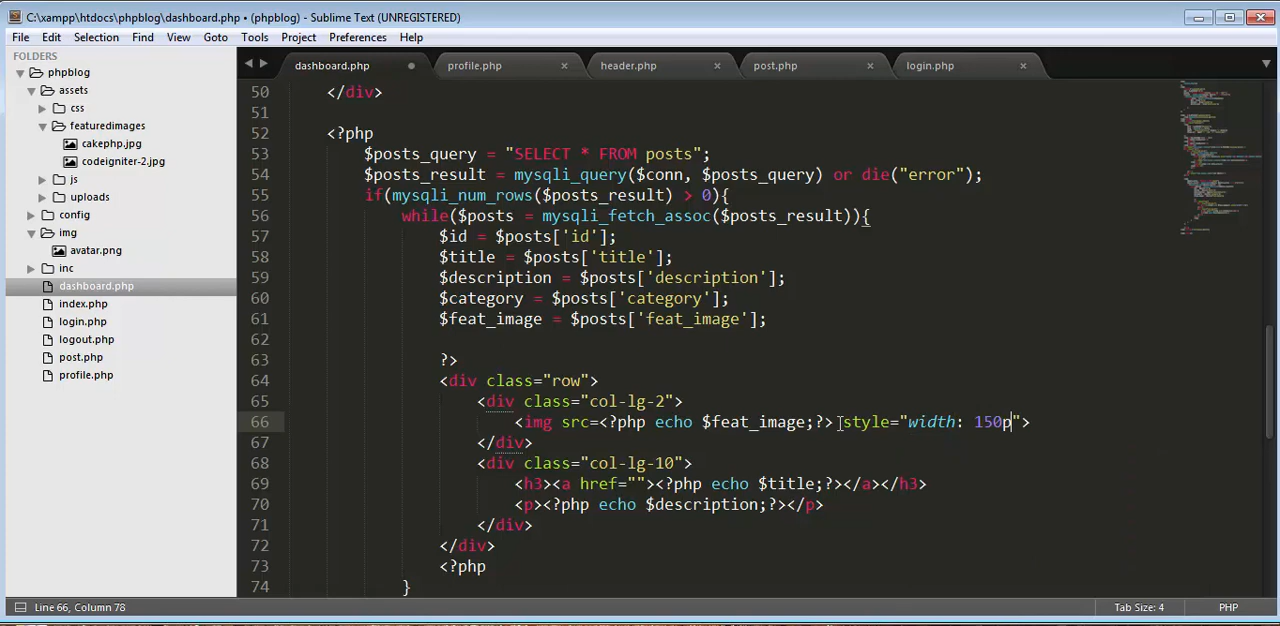 C:\xampp\htdocs\phpblog\dashboard.php • (phpblog) - Sublime Text (UNREGISTERED)
File Edit Selection Find View Goto Tools Project Preferences Help
FOLDERS
phpblog
assets
css
featuredimages
cakephp.jpg
codeigniter-2.jpg
js
uploads
config
img
avatar.png
inc
dashboard.php
index.php
login.php
logout.php
post.php
profile.php
dashboard.php profile.php header.php post.php login.php
50 </div>
51
52 <?php
53 $posts_query = "SELECT * FROM posts";
54 $posts_result = mysqli_query($conn, $posts_query) or die("error");
55 if(mysqli_num_rows($posts_result) > 0){
56 while($posts = mysqli_fetch_assoc($posts_result)){
57 $id = $posts['id'];
58 $title = $posts['title'];
59 $description = $posts['description'];
60 $category = $posts['category'];
61 $feat_image = $posts['feat_image'];
62
63 ?>
64 <div class="row">
65 <div class="col-lg-2">
66 <img src=<?php echo $feat_image;?> style="width: 150p">
67 </div>
68 <div class="col-lg-10">
69 <h3><a href=""><?php echo $title;?></a></h3>
70 <p><?php echo $description;?></p>
71 </div>
72 </div>
73 <?php
74 }
Line 66, Column 78 Tab Size: 4 PHP